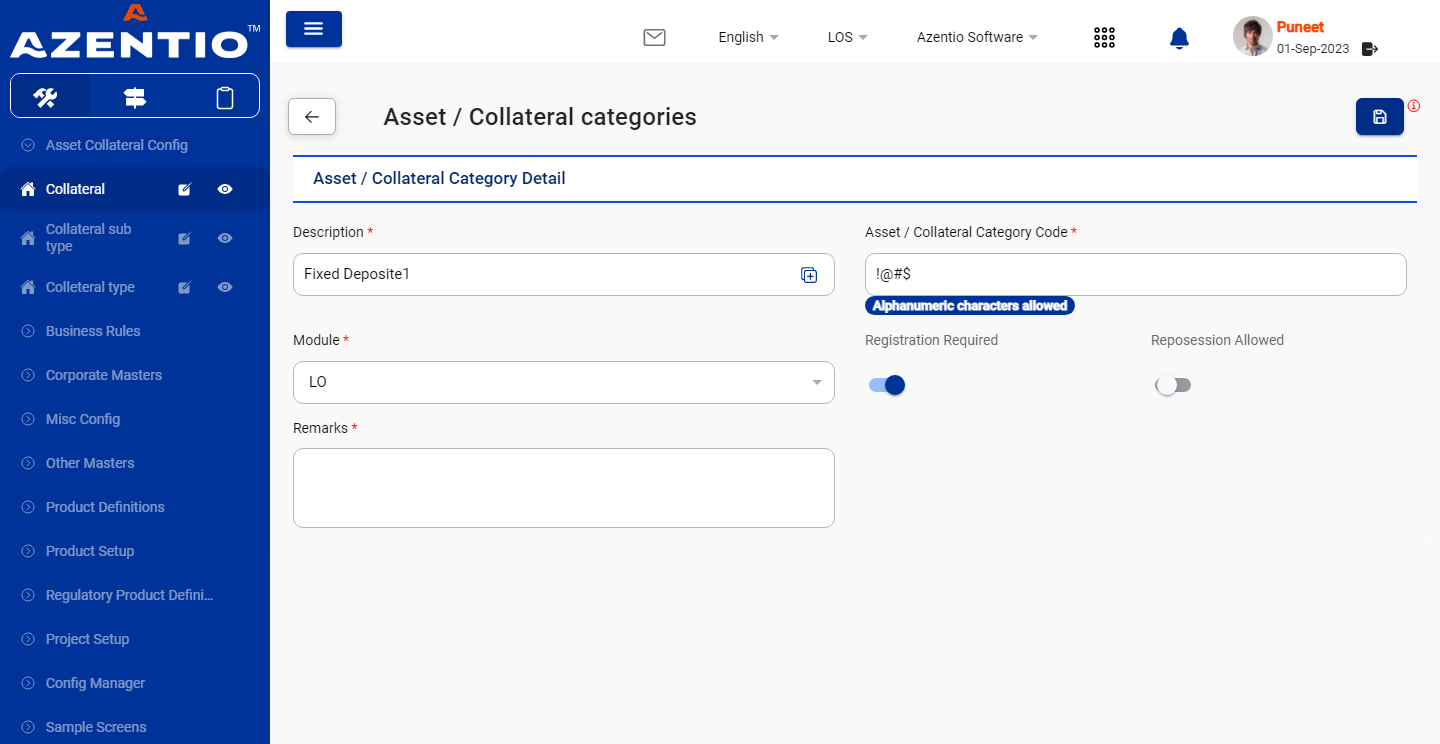 AZENTIO™
English
LOS
Azentio Software
Puneet
01-Sep-2023
Asset Collateral Config
Collateral
Collateral sub
type
Colleteral type
Business Rules
Corporate Masters
Misc Config
Other Masters
Product Definitions
Product Setup
Regulatory Product Defini...
Project Setup
Config Manager
Sample Screens
Asset / Collateral categories
Asset / Collateral Category Detail
Description *
Fixed Deposite1
Asset / Collateral Category Code *
!@#$
Alphanumeric characters allowed
Module *
LO
Registration Required
Reposession Allowed
Remarks *